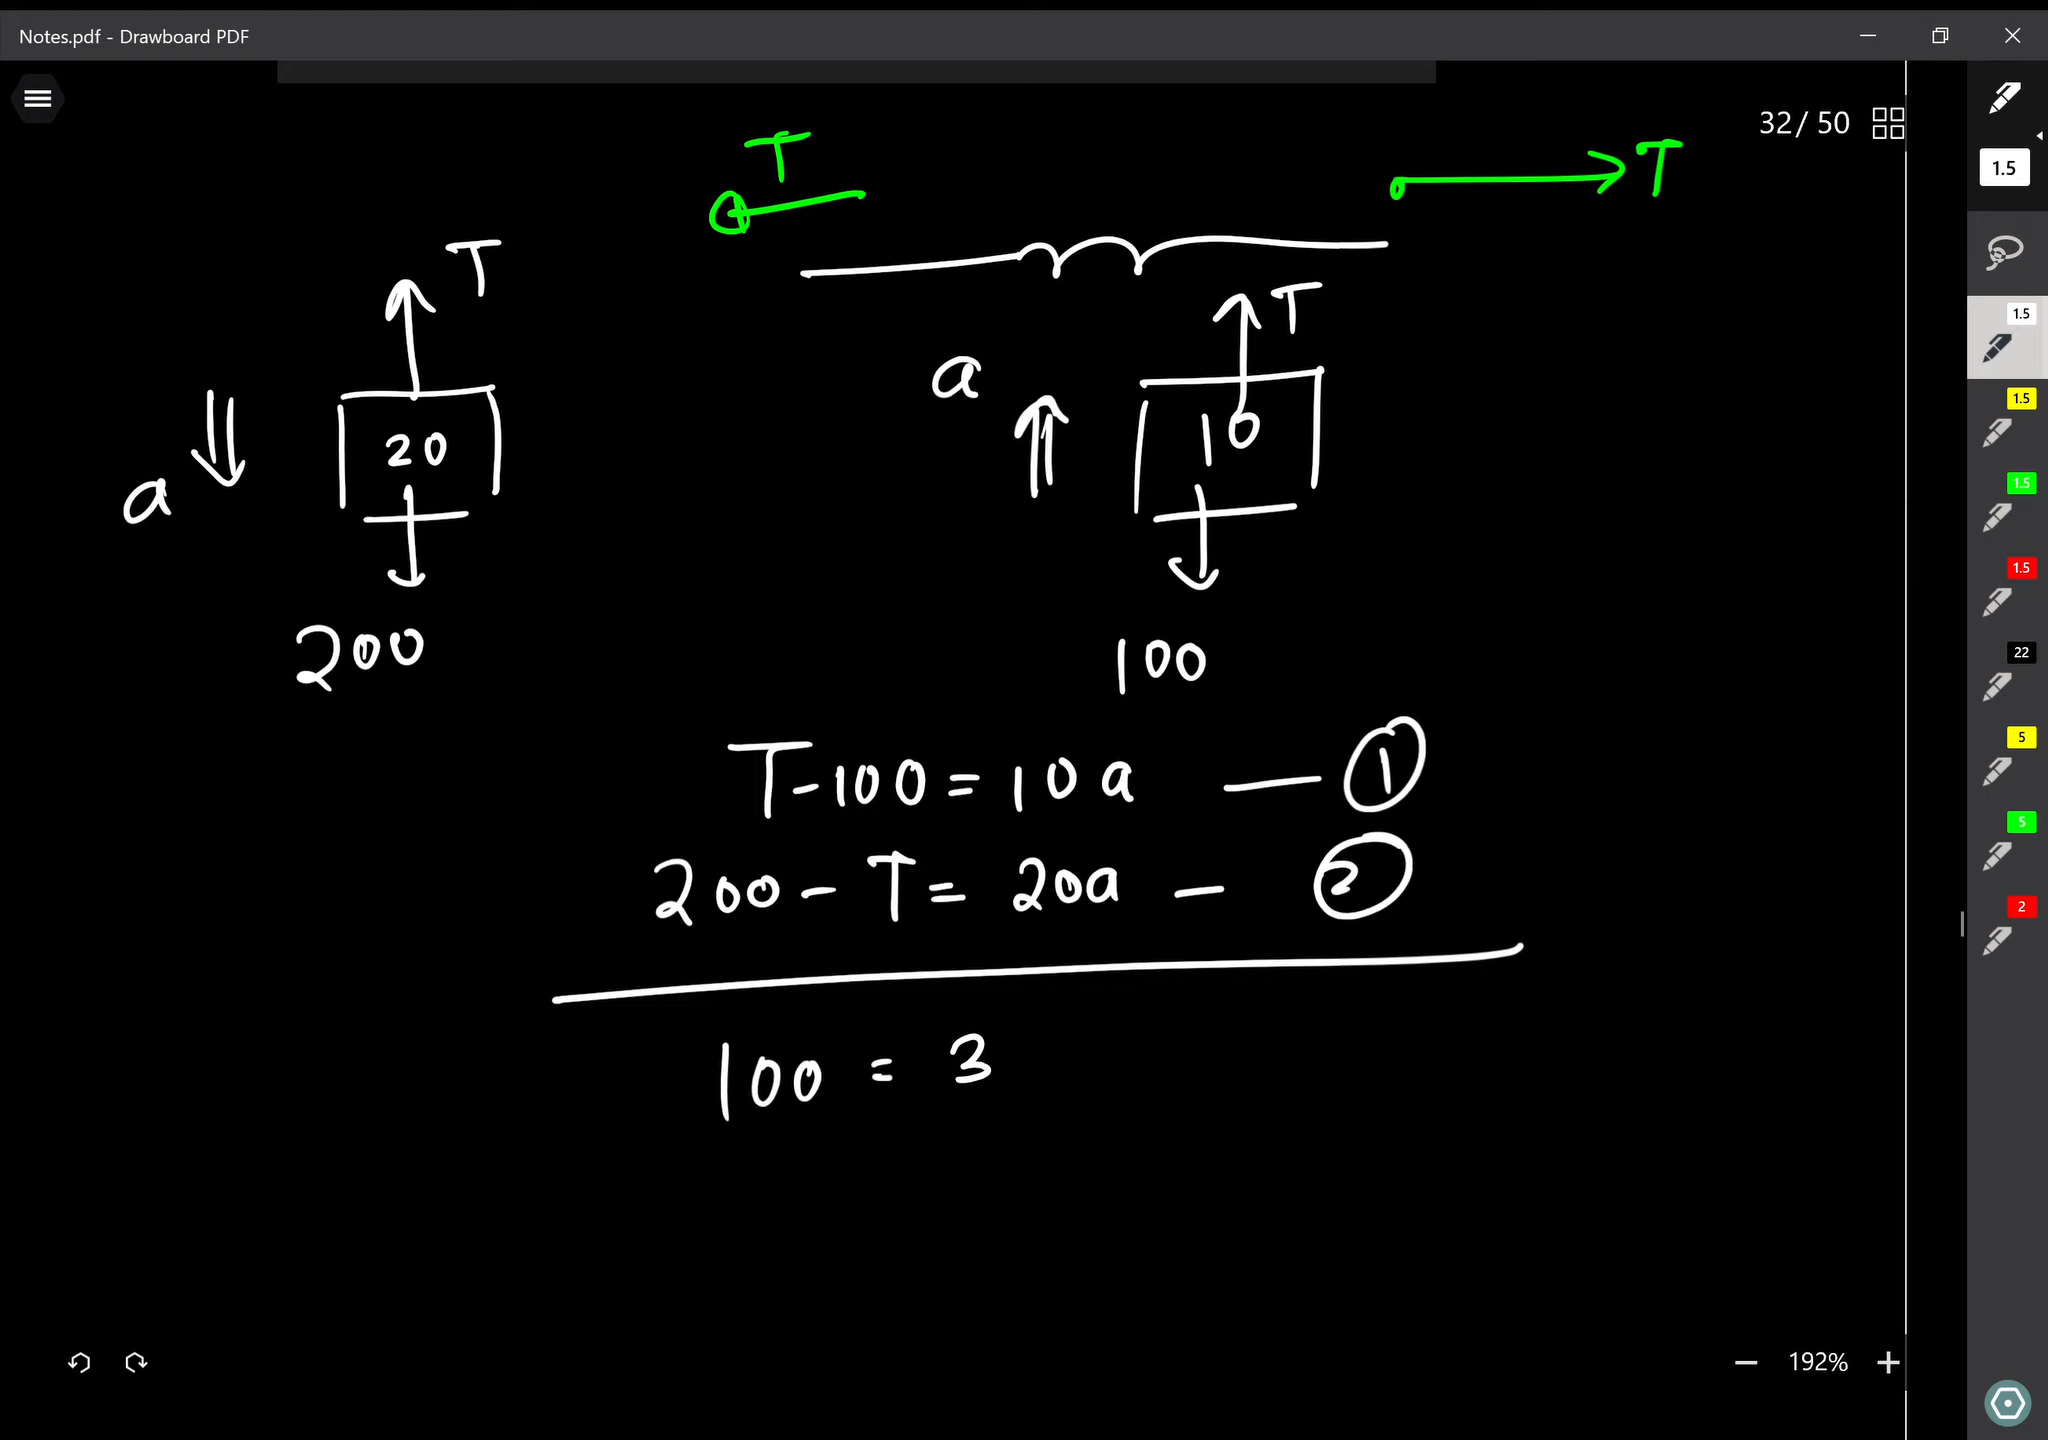 Notes.pdf - Drawboard PDF
32/ 50
T
T
1.5
T
T
a
1.5
20
10
a
1.5
1.5
1.5
200
100
22
T-100=10a — ①
5
200 - T = 20a - ②
5
2
100 = 3
192%